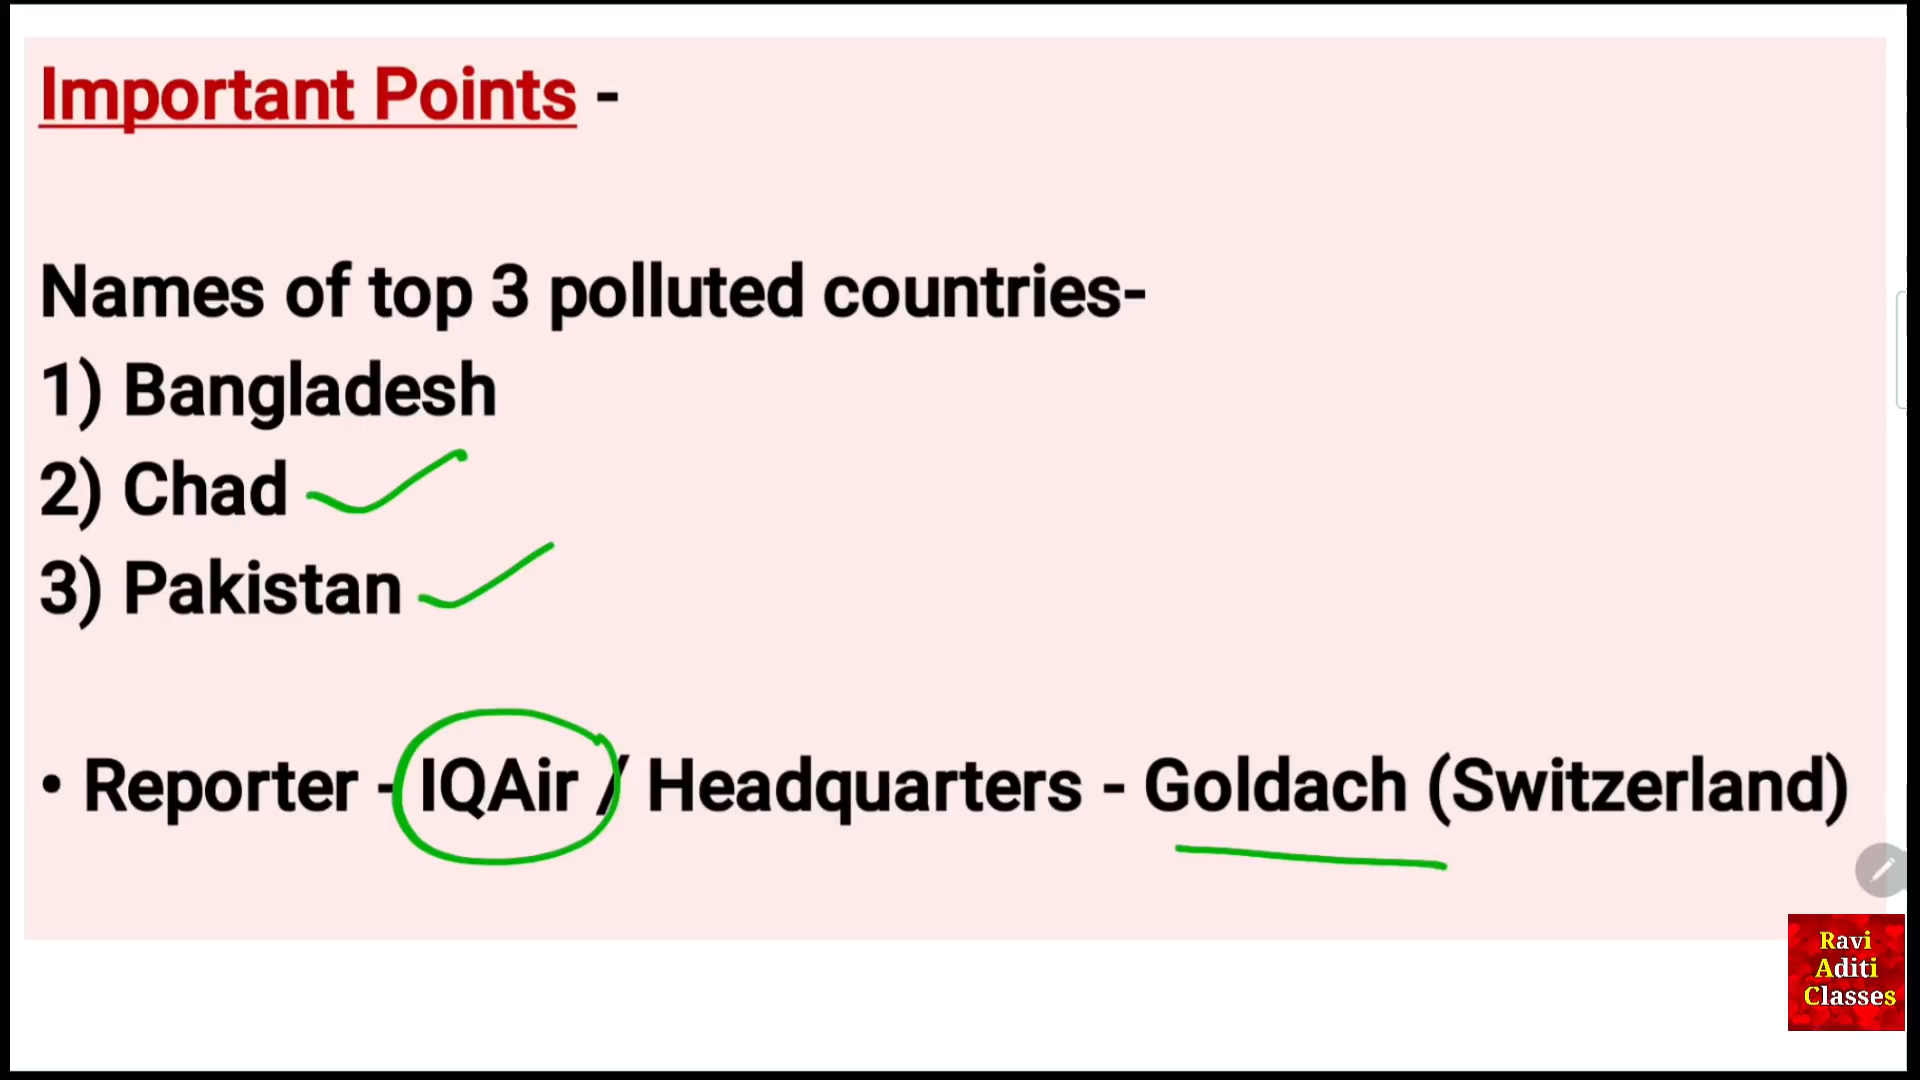 Important Points -
Names of top 3 polluted countries-
1) Bangladesh
2) Chad
3) Pakistan
• Reporter - IQAir / Headquarters - Goldach (Switzerland)
Ravi
Aditi
Classes